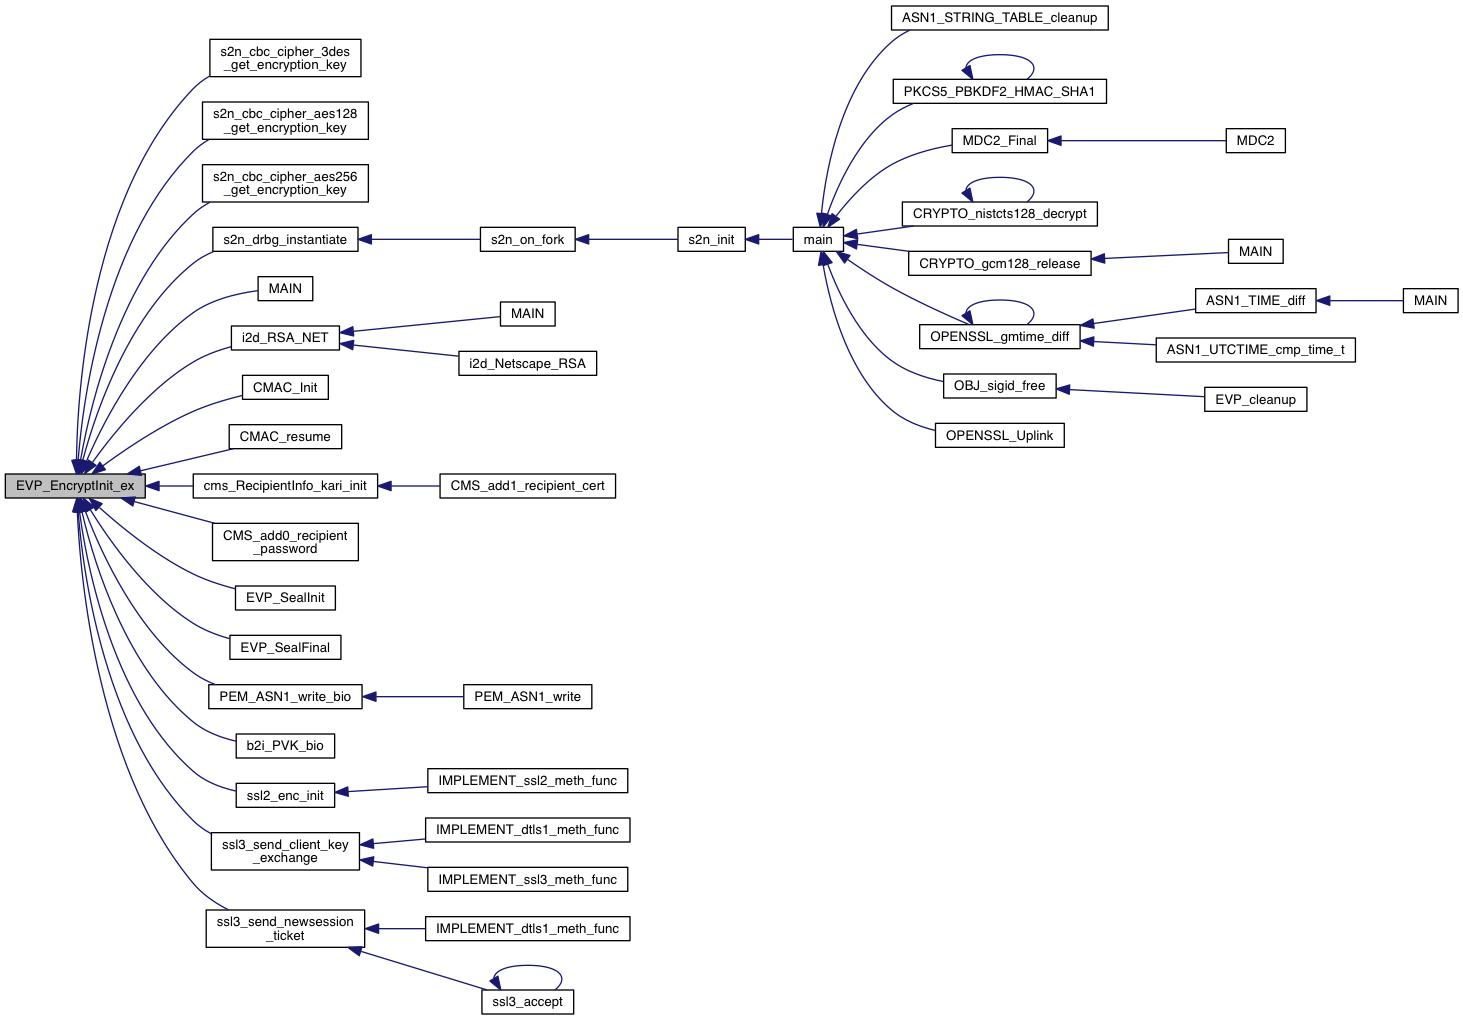 ASN1_STRING_TABLE_cleanup
s2n_cbc_cipher_3des
_get_encryption_key
PKCS5_PBKDF2_HMAC_SHA1
s2n_cbc_cipher_aes128
_get_encryption_key
MDC2_Final
MDC2
s2n_cbc_cipher_aes256
_get_encryption_key
CRYPTO_nistcts128_decrypt
s2n_drbg_instantiate
s2n_on_fork
s2n_init
main
CRYPTO_gcm128_release
MAIN
MAIN
ASN1_TIME_diff
MAIN
i2d_RSA_NET
MAIN
i2d_Netscape_RSA
OPENSSL_gmtime_diff
ASN1_UTCTIME_cmp_time_t
CMAC_Init
OBJ_sigid_free
EVP_cleanup
CMAC_resume
OPENSSL_Uplink
EVP_EncryptInit_ex
cms_RecipientInfo_kari_init
CMS_add1_recipient_cert
CMS_add0_recipient
_password
EVP_SealInit
EVP_SealFinal
PEM_ASN1_write_bio
PEM_ASN1_write
b2i_PVK_bio
ssl2_enc_init
IMPLEMENT_ssl2_meth_func
ssl3_send_client_key
_exchange
IMPLEMENT_dtls1_meth_func
IMPLEMENT_ssl3_meth_func
ssl3_send_newsession
_ticket
IMPLEMENT_dtls1_meth_func
ssl3_accept